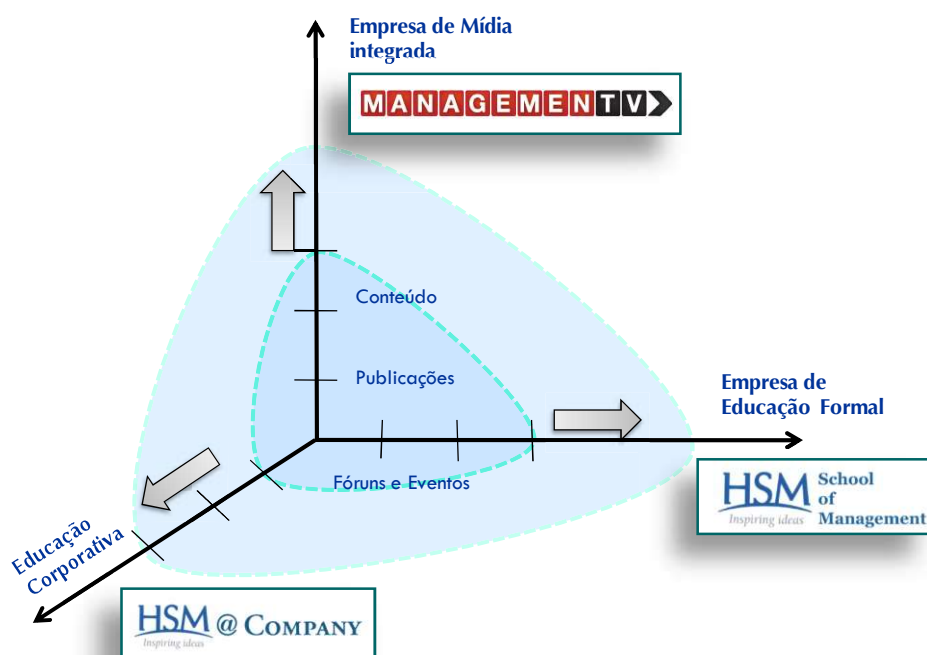 Empresa de Mídia
integrada
MANAGEMENTV
Conteúdo
Publicações
Empresa de
Educação Formal
Fóruns e Eventos
HSM School
of
Inspiring ideas Management
Educação
Corporativa
HSM @ COMPANY
Inspiring ideas